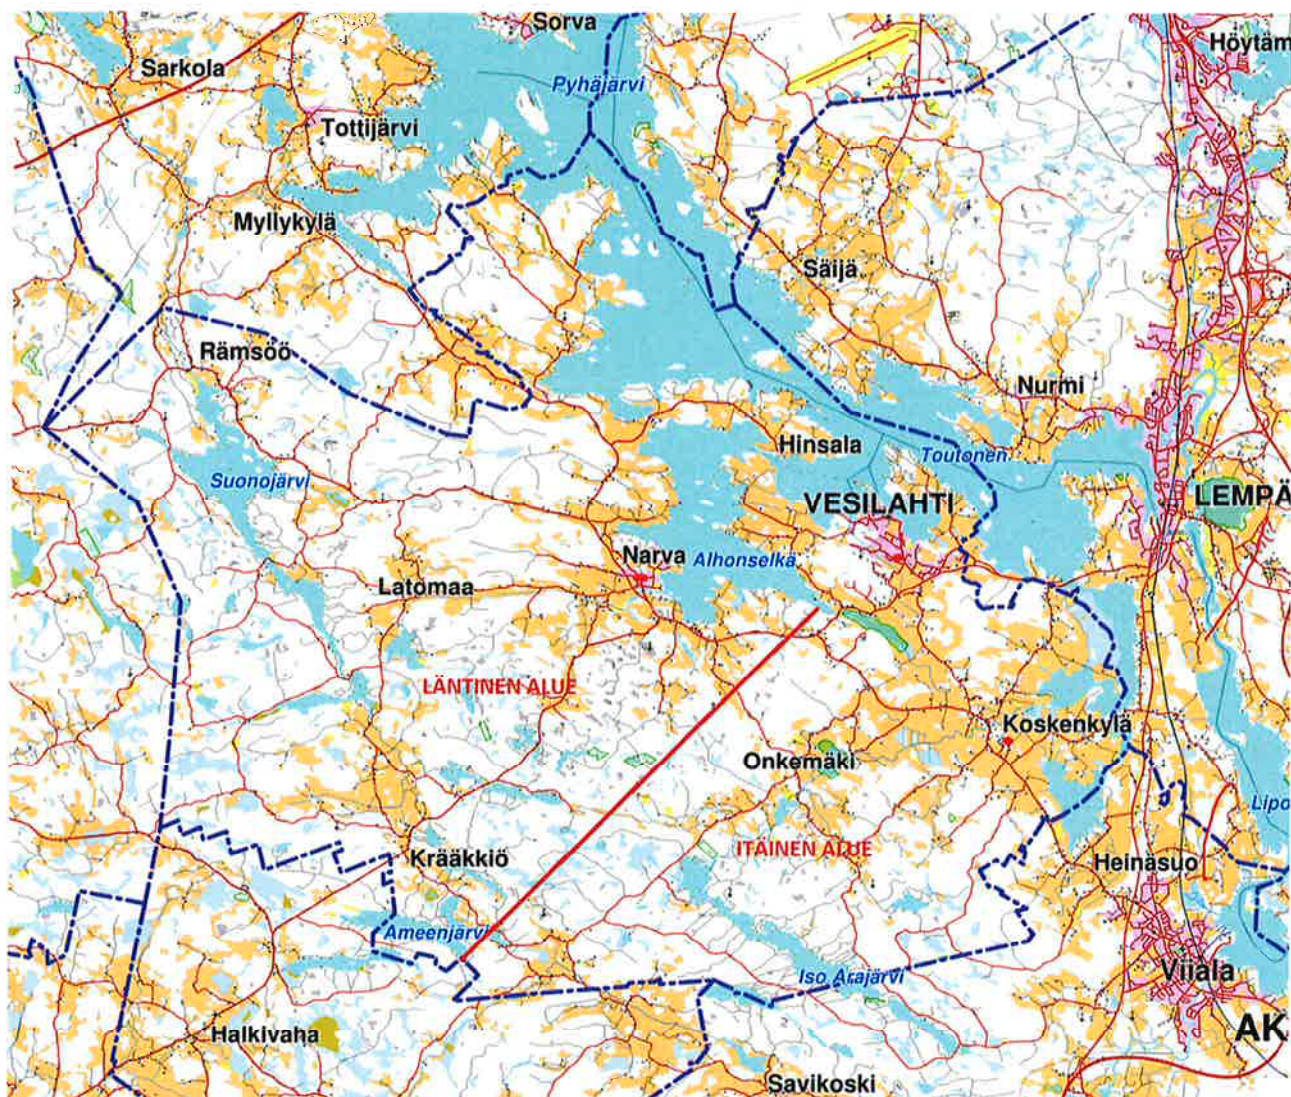 Sorva
Höytäm
Sarkola
Pyhäjärvi
Tottijärvi
Myllykylä
Säijä
Rämsöö
Nurmi
Hinsala
Toutonen
Suonojärvi
VESILAHTI
LEMPÄ
Narva
Alhonselkä
Latomaa
LÄNTINEN ALUE
Koskenkylä
Onkemäki
Lipo
ITÄINEN ALUE
Krääkkiö
Heinäsuo
Ameenjärvi
Iso Arajärvi
Viiala
Halkivaha
AK
Savikoski